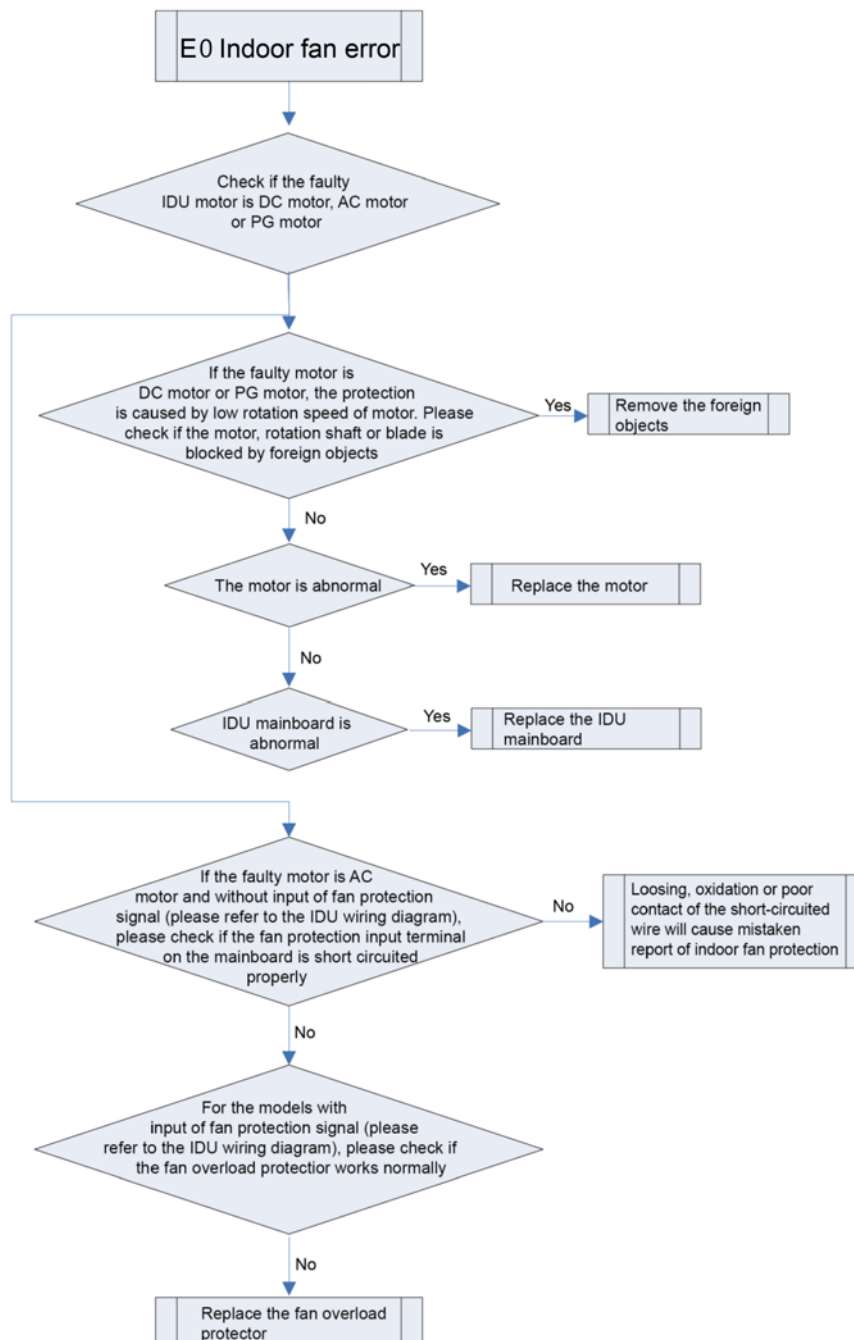 E0 Indoor fan error
Check if the faulty
IDU motor is DC motor, AC motor
or PG motor
If the faulty motor is
DC motor or PG motor, the protection
is caused by low rotation speed of motor. Please
check if the motor, rotation shaft or blade is
blocked by foreign objects
Yes
Remove the foreign
objects
No
The motor is abnormal
Yes
Replace the motor
No
IDU mainboard is
abnormal
Yes
Replace the IDU
mainboard
If the faulty motor is AC
motor and without input of fan protection
signal (please refer to the IDU wiring diagram),
please check if the fan protection input terminal
on the mainboard is short circuited
properly
No
Loosing, oxidation or poor
contact of the short-circuited
wire will cause mistaken
report of indoor fan protection
No
For the models with
input of fan protection signal (please
refer to the IDU wiring diagram), please check if
the fan overload protectior works normally
No
Replace the fan overload
protector